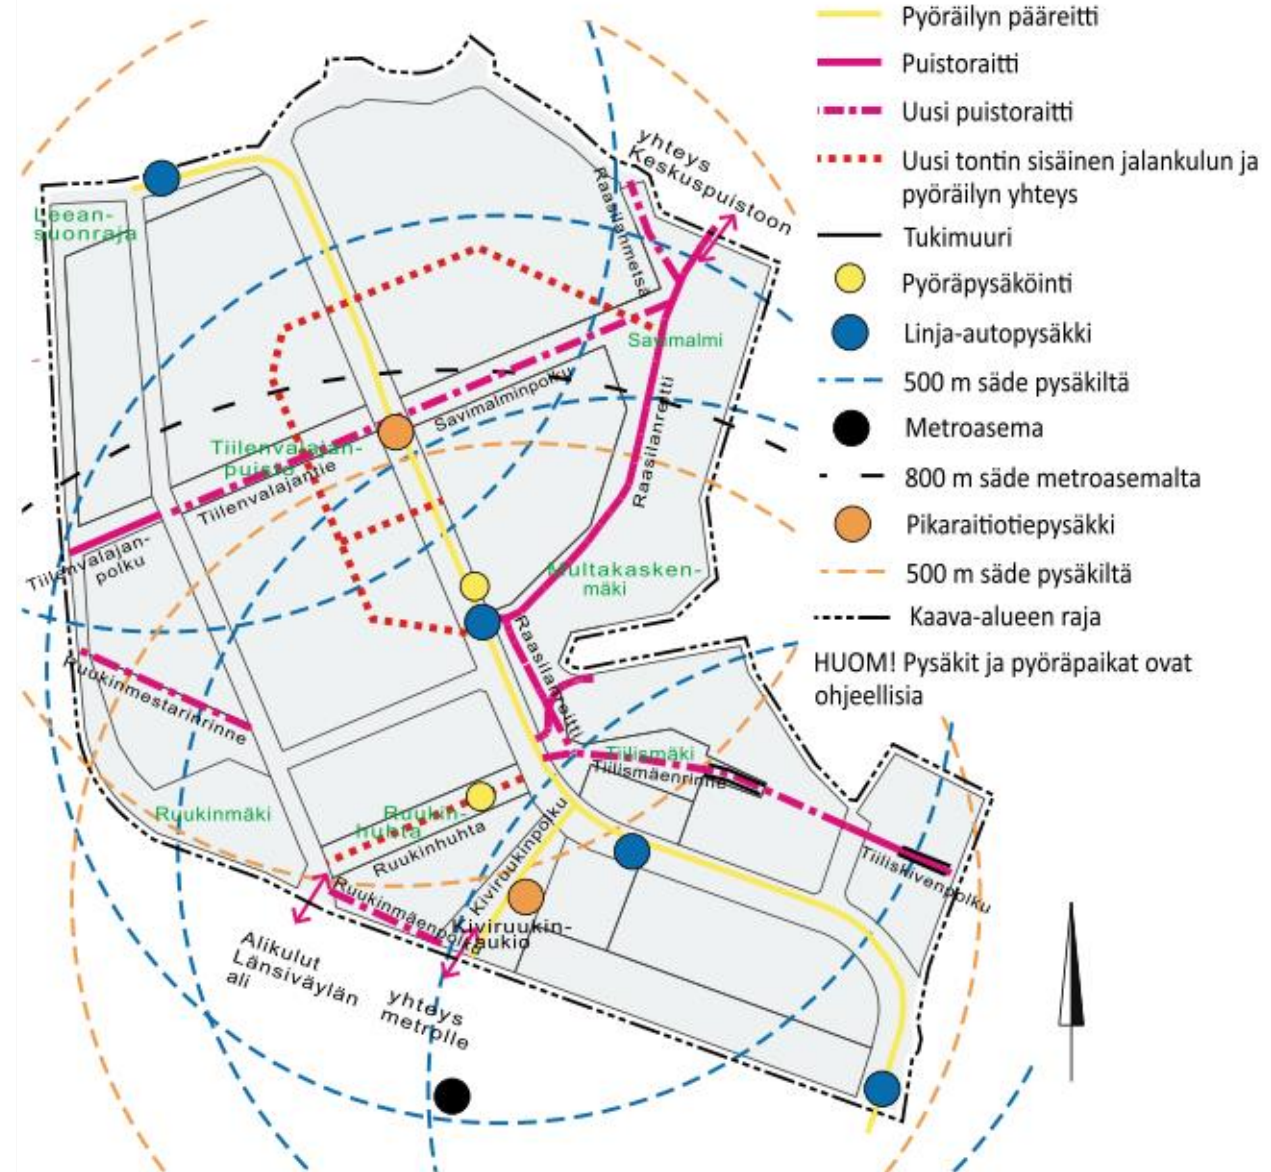 Pyöräilyn pääreitti
Puistoraitti
Uusi puistoraitti
Uusi tontin sisäinen jalankulun ja
pyöräilyn yhteys
Tukimuuri
Pyöräpysäköinti
Linja-autopysäkki
500 m säde pysäkiltä
Metroasema
800 m säde metroasemalta
Pikaraitiotiepysäkki
500 m säde pysäkiltä
Kaava-alueen raja
HUOM! Pysäkit ja pyöräpaikat ovat
ohjeellisia
yhteys
Keskuspuistoon
Raasilanmetsä
Leean-
suonraja
Savimalmi
Savimalminpolku
Raasilanreitti
Tiilenvalajan-
puisto
Tiilenvalajantie
Tiilenvalajan-
polku
Multakasken-
mäki
Raasilanreitti
Ruukinmestarinrinne
Tiilismäki
Tiilismäenrinne
Ruukinmäki
Ruukin-
huhta
Ruukinhuhta
Kiviruukinpolku
Tiiliskivenpolku
Ruukinmäenpolku
Kiviruukin-
aukio
Alikulut
Länsiväylän
ali
yhteys
metrolle